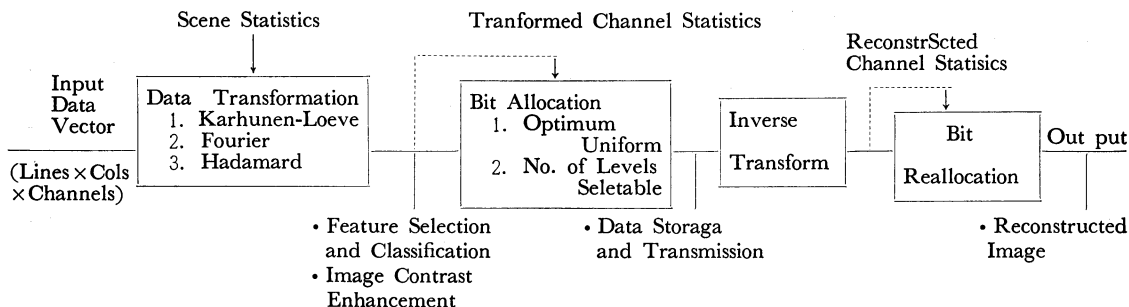 Scene Statistics
Tranformed Channel Statistics
ReconstrScted
Channel Statisics
Input
Data
Vector
(Lines×Cols
×Channels)
Data Transformation
1. Karhunen-Loeve
2. Fourier
3. Hadamard
Bit Allocation
1. Optimum
Uniform
2. No. of Levels
Seletable
Inverse
Transform
Bit
Reallocation
Out put
• Feature Selection
and Classification
• Image Contrast
Enhancement
• Data Storaga
and Transmission
• Reconstructed
Image